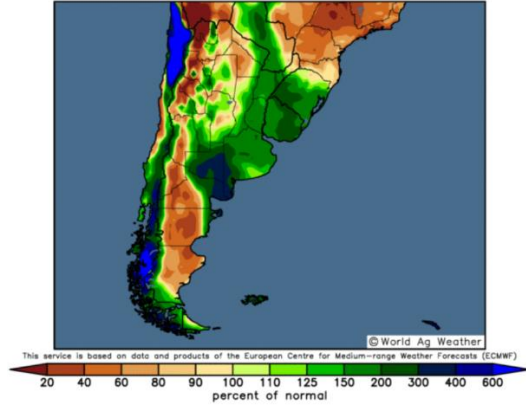 © World Ag Weather
This service is based on data and products of the European Centre for Medium-range Weather Forecasts (ECMWF)
20 40 60 80 90 100 110 125 150 200 300 400 600
percent of normal